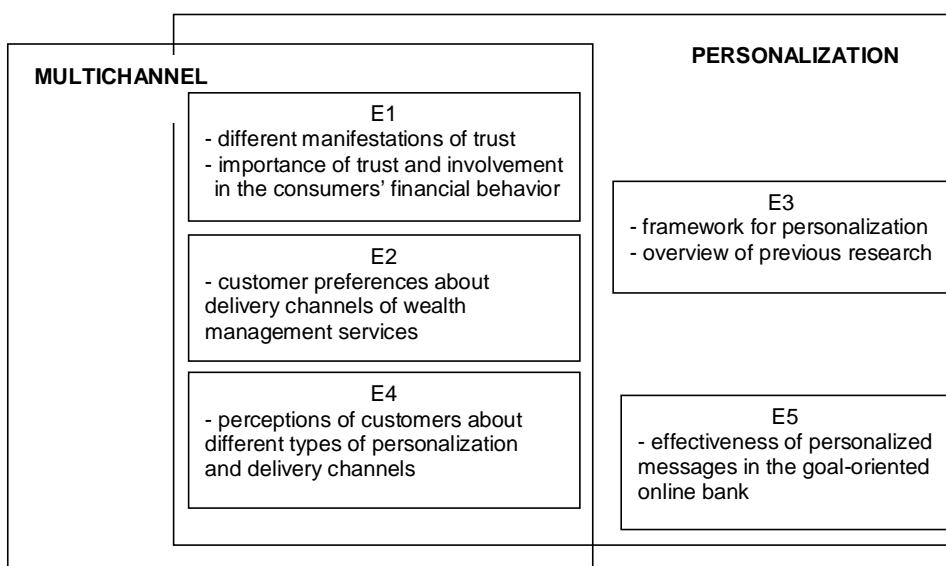 MULTICHANNEL
PERSONALIZATION
E1
- different manifestations of trust
- importance of trust and involvement
in the consumers’ financial behavior
E2
- customer preferences about
delivery channels of wealth
management services
E4
- perceptions of customers about
different types of personalization
and delivery channels
E3
- framework for personalization
- overview of previous research
E5
- effectiveness of personalized
messages in the goal-oriented
online bank